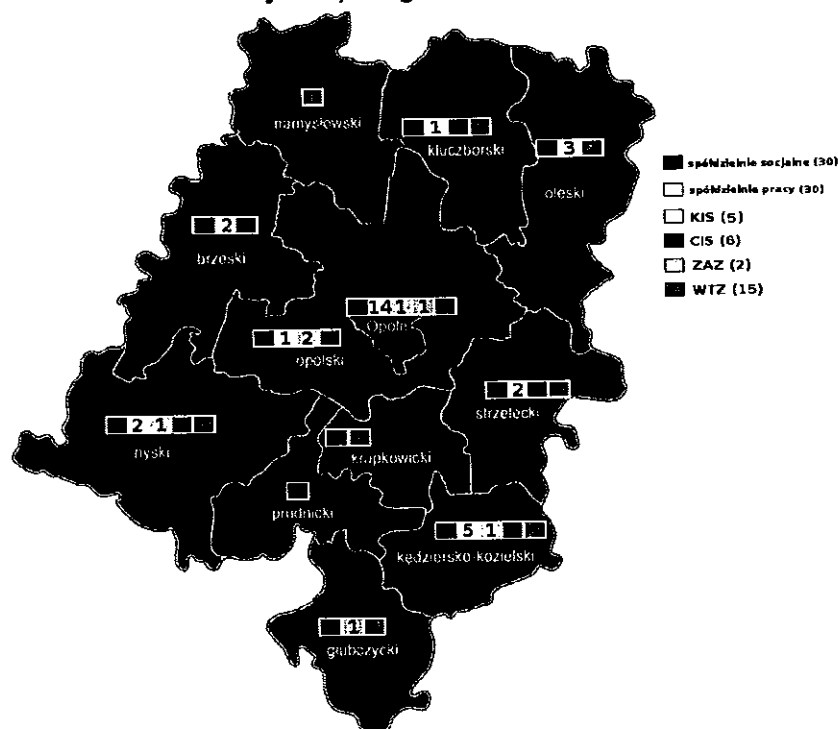 namysłowski
1
kluczborski
3
oleski
spółdzielnie socjalne (30)
spółdzielnie pracy (30)
KIS (5)
CIS (6)
ZAZ (2)
WTZ (15)
2
brzeski
14 1 1
Opole
1 2
opolski
2
strzelecki
2 1
nyski
krapkowicki
prudnicki
5 1
kędziersko-kozielski
1
głubczycki